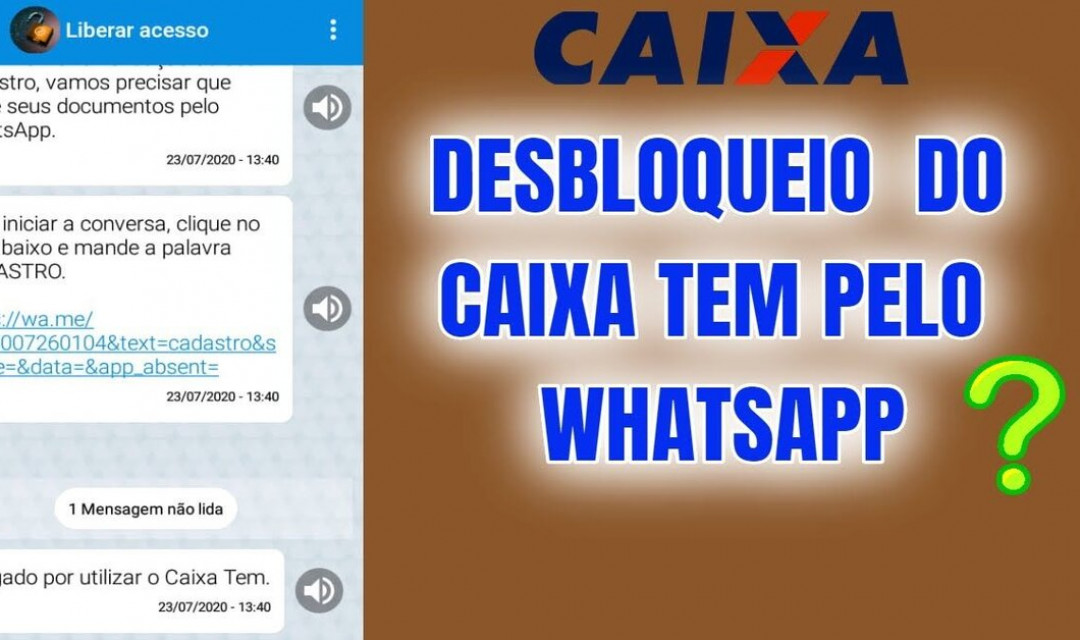 Liberar acesso
stro, vamos precisar que
seus documentos pelo
tsApp.
23/07/2020 - 13:40
iniciar a conversa, clique no
baixo e mande a palavra
ASTRO.
://wa.me/
007260104&text=cadastro&s
e=&data=&app_absent=
23/07/2020 - 13:40
1 Mensagem não lida
gado por utilizar o Caixa Tem.
23/07/2020 - 13:40
CAIXA
DESBLOQUEIO DO
CAIXA TEM PELO
WHATSAPP ?